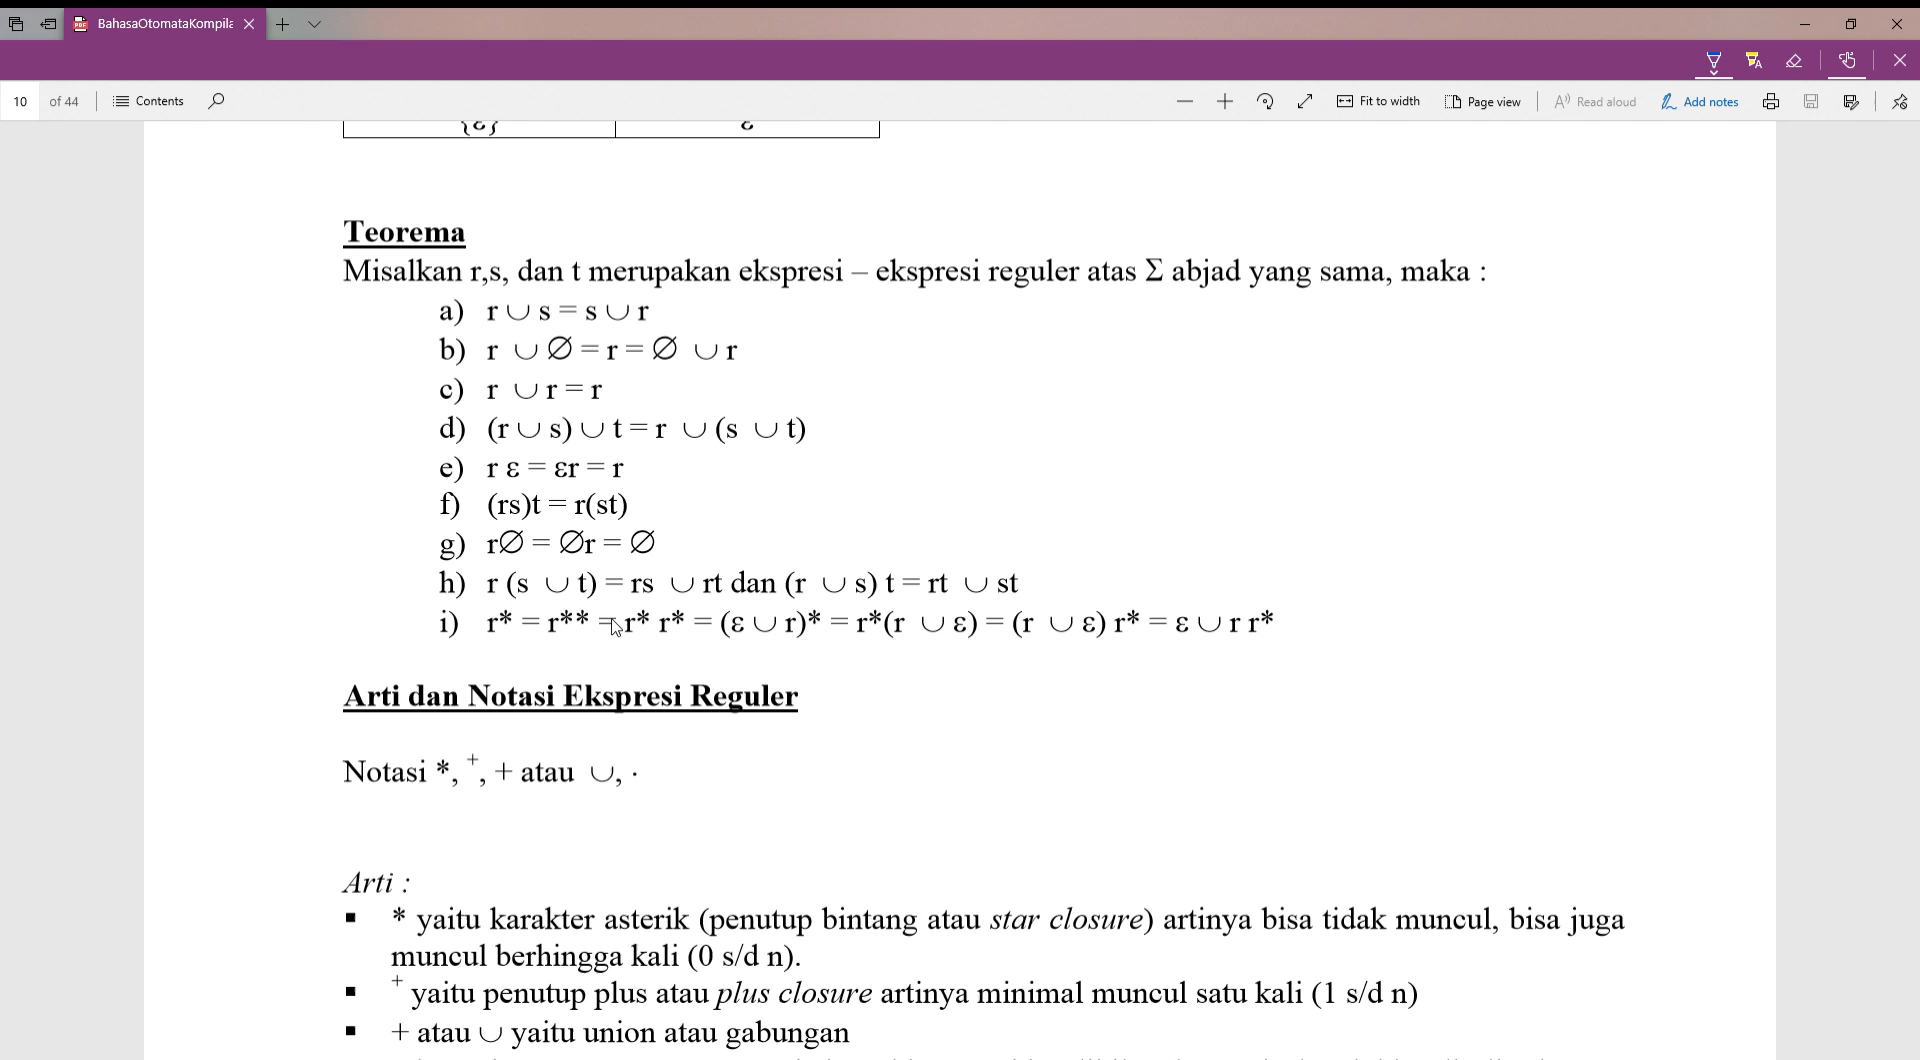 BahasaOtomataKompila
10 of 44 Contents Fit to width Page view Read aloud Add notes
{ε} ε
Teorema
Misalkan r,s, dan t merupakan ekspresi – ekspresi reguler atas Σ abjad yang sama, maka :
a) r ∪ s = s ∪ r
b) r ∪ ∅ = r = ∅ ∪ r
c) r ∪ r = r
d) (r ∪ s) ∪ t = r ∪ (s ∪ t)
e) r ε = εr = r
f) (rs)t = r(st)
g) r∅ = ∅r = ∅
h) r (s ∪ t) = rs ∪ rt dan (r ∪ s) t = rt ∪ st
i) r* = r** = r* r* = (ε ∪ r)* = r*(r ∪ ε) = (r ∪ ε) r* = ε ∪ r r*
Arti dan Notasi Ekspresi Reguler
Notasi *, ⁺, + atau ∪, ·
Arti :
▪ * yaitu karakter asterik (penutup bintang atau star closure) artinya bisa tidak muncul, bisa juga
muncul berhingga kali (0 s/d n).
▪ ⁺ yaitu penutup plus atau plus closure artinya minimal muncul satu kali (1 s/d n)
▪ + atau ∪ yaitu union atau gabungan